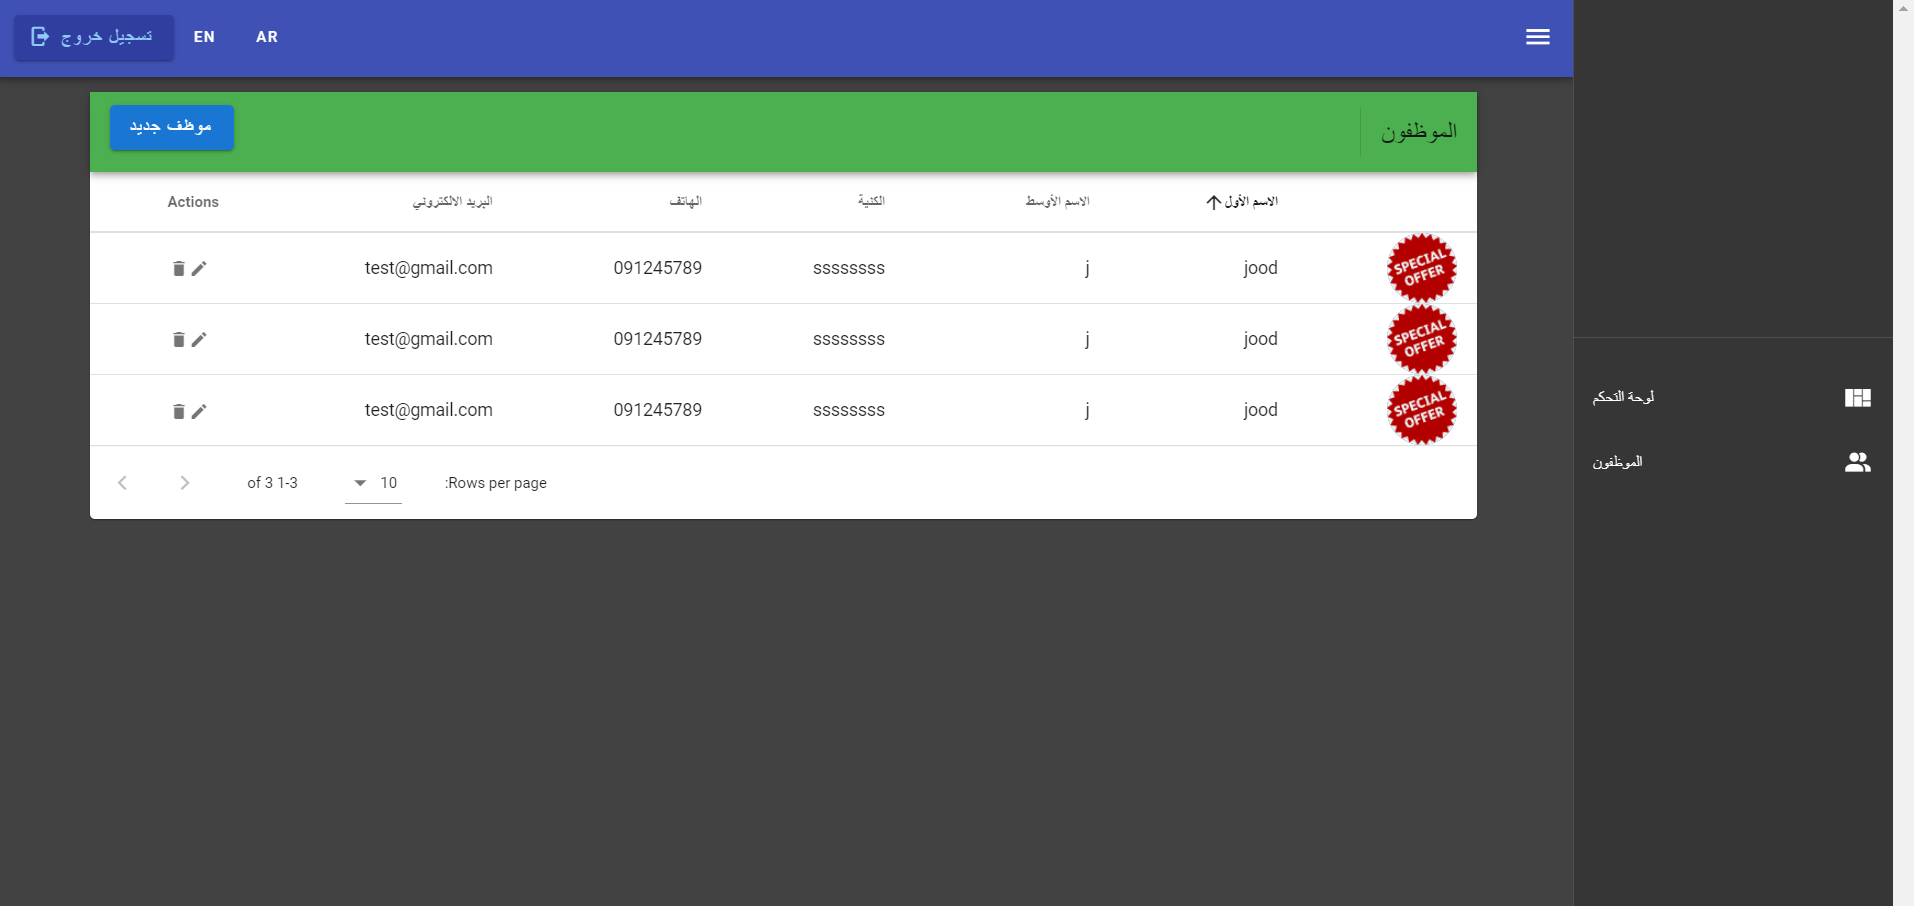 تسجيل خروج
EN
AR
موظف جديد
الموظفون
الاسم الأول
الاسم الأوسط
الكنية
الهاتف
البريد الالكتروني
Actions
SPECIAL OFFER
jood
j
ssssssss
091245789
test@gmail.com
SPECIAL OFFER
jood
j
ssssssss
091245789
test@gmail.com
SPECIAL OFFER
jood
j
ssssssss
091245789
test@gmail.com
:Rows per page
10
of 3 1-3
لوحة التحكم
الموظفون